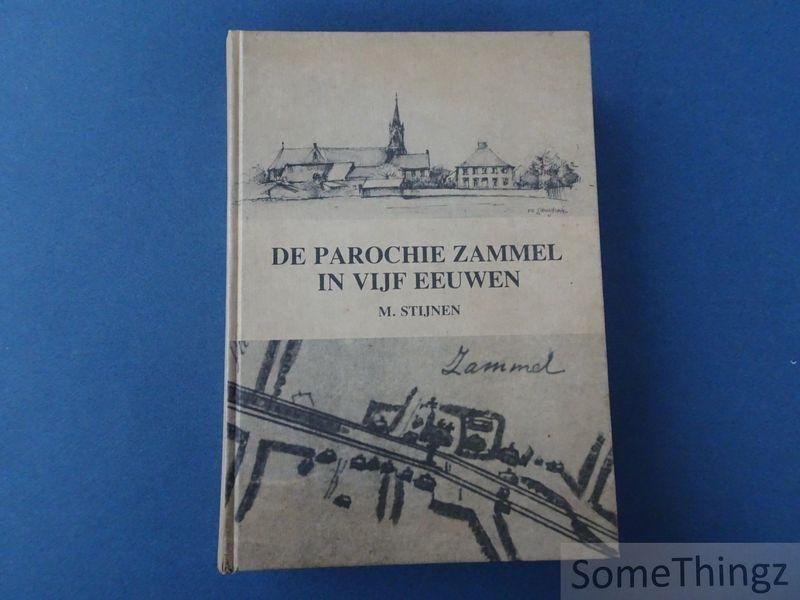 DE PAROCHIE ZAMMEL
IN VIJF EEUWEN
M. STIJNEN
Zammel
SomeThingz